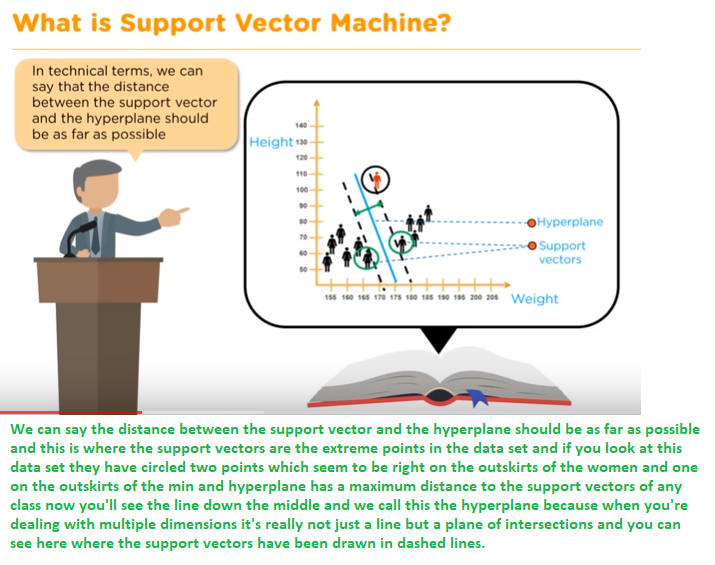 What is Support Vector Machine?
In technical terms, we can
say that the distance
between the support vector
and the hyperplane should
be as far as possible
Height
140
130
120
110
100
90
80
70
60
50
Hyperplane
Support
vectors
155 160 165 170 175 180 185 190 195 200 205
Weight
We can say the distance between the support vector and the hyperplane should be as far as possible
and this is where the support vectors are the extreme points in the data set and if you look at this
data set they have circled two points which seem to be right on the outskirts of the women and one
on the outskirts of the min and hyperplane has a maximum distance to the support vectors of any
class now you'll see the line down the middle and we call this the hyperplane because when you're
dealing with multiple dimensions it's really not just a line but a plane of intersections and you can
see here where the support vectors have been drawn in dashed lines.